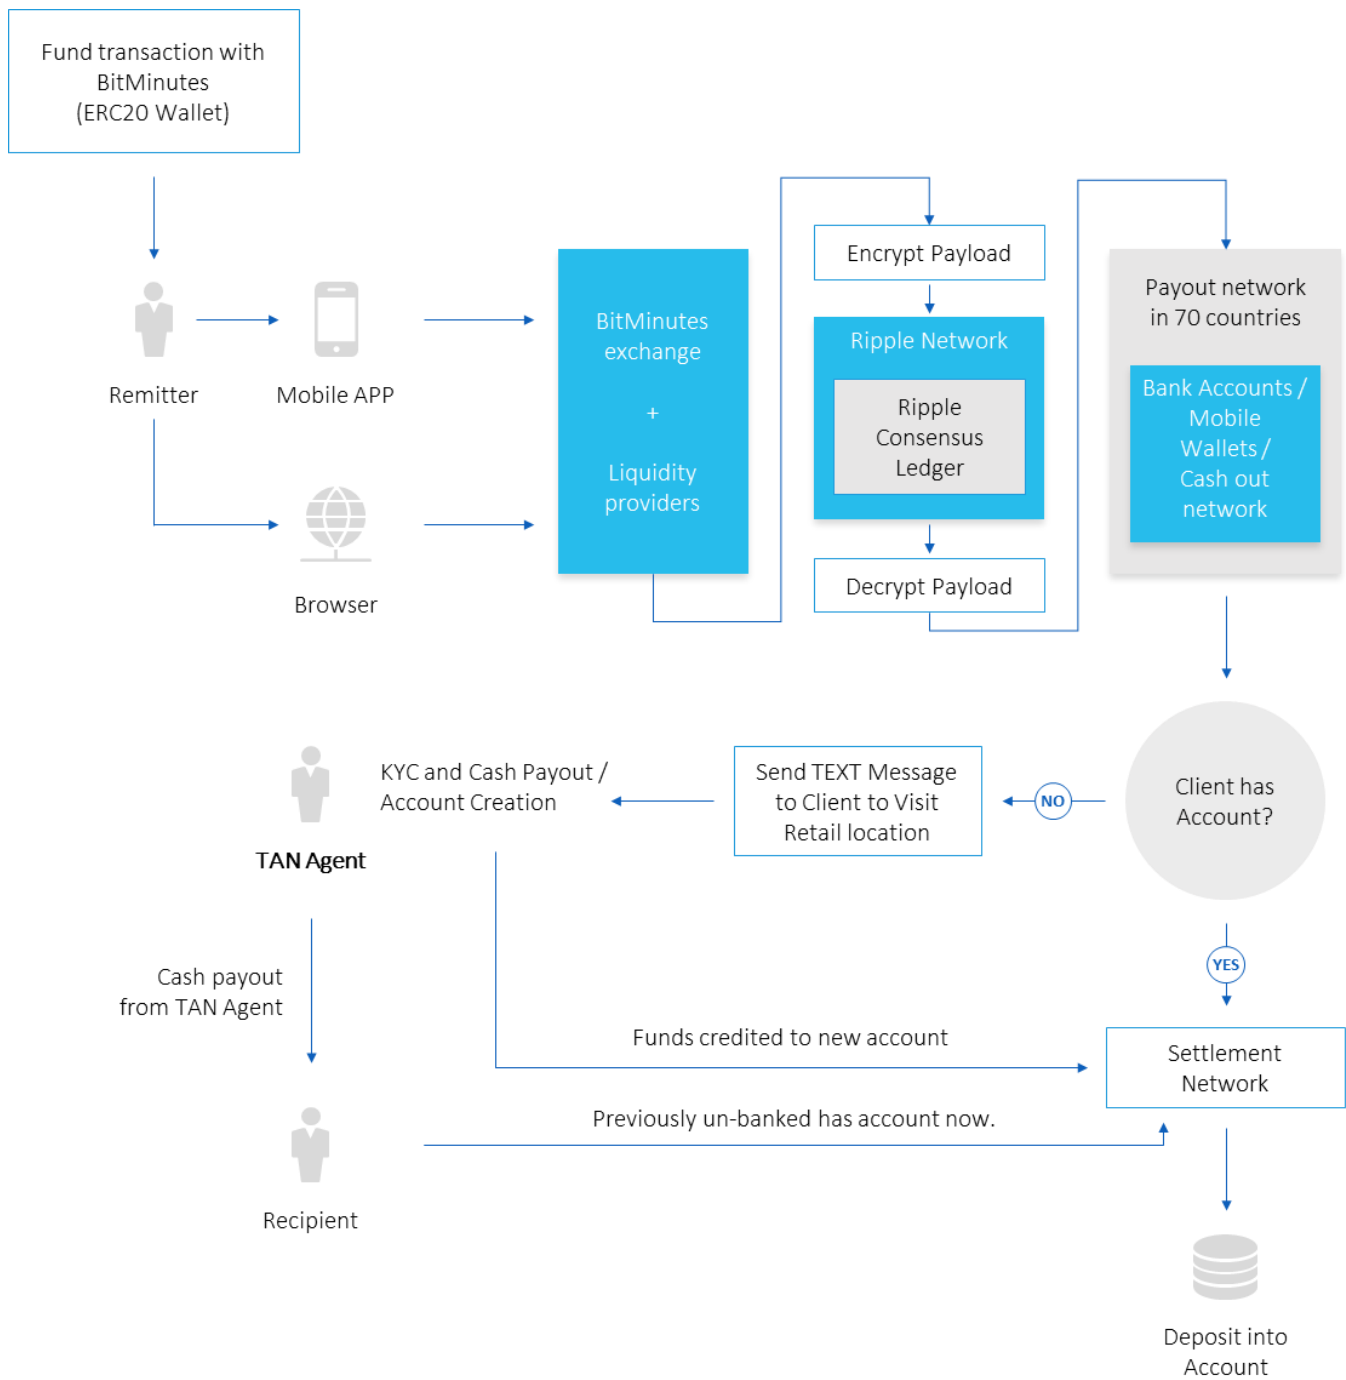 Fund transaction with
BitMinutes
(ERC20 Wallet)
Remitter
Mobile APP
Browser
BitMinutes
exchange
+
Liquidity
providers
Encrypt Payload
Ripple Network
Ripple
Consensus
Ledger
Decrypt Payload
Payout network
in 70 countries
Bank Accounts /
Mobile
Wallets /
Cash out
network
Client has
Account?
NO
Send TEXT Message
to Client to Visit
Retail location
KYC and Cash Payout /
Account Creation
TAN Agent
YES
Cash payout
from TAN Agent
Funds credited to new account
Settlement
Network
Previously un-banked has account now.
Recipient
Deposit into
Account